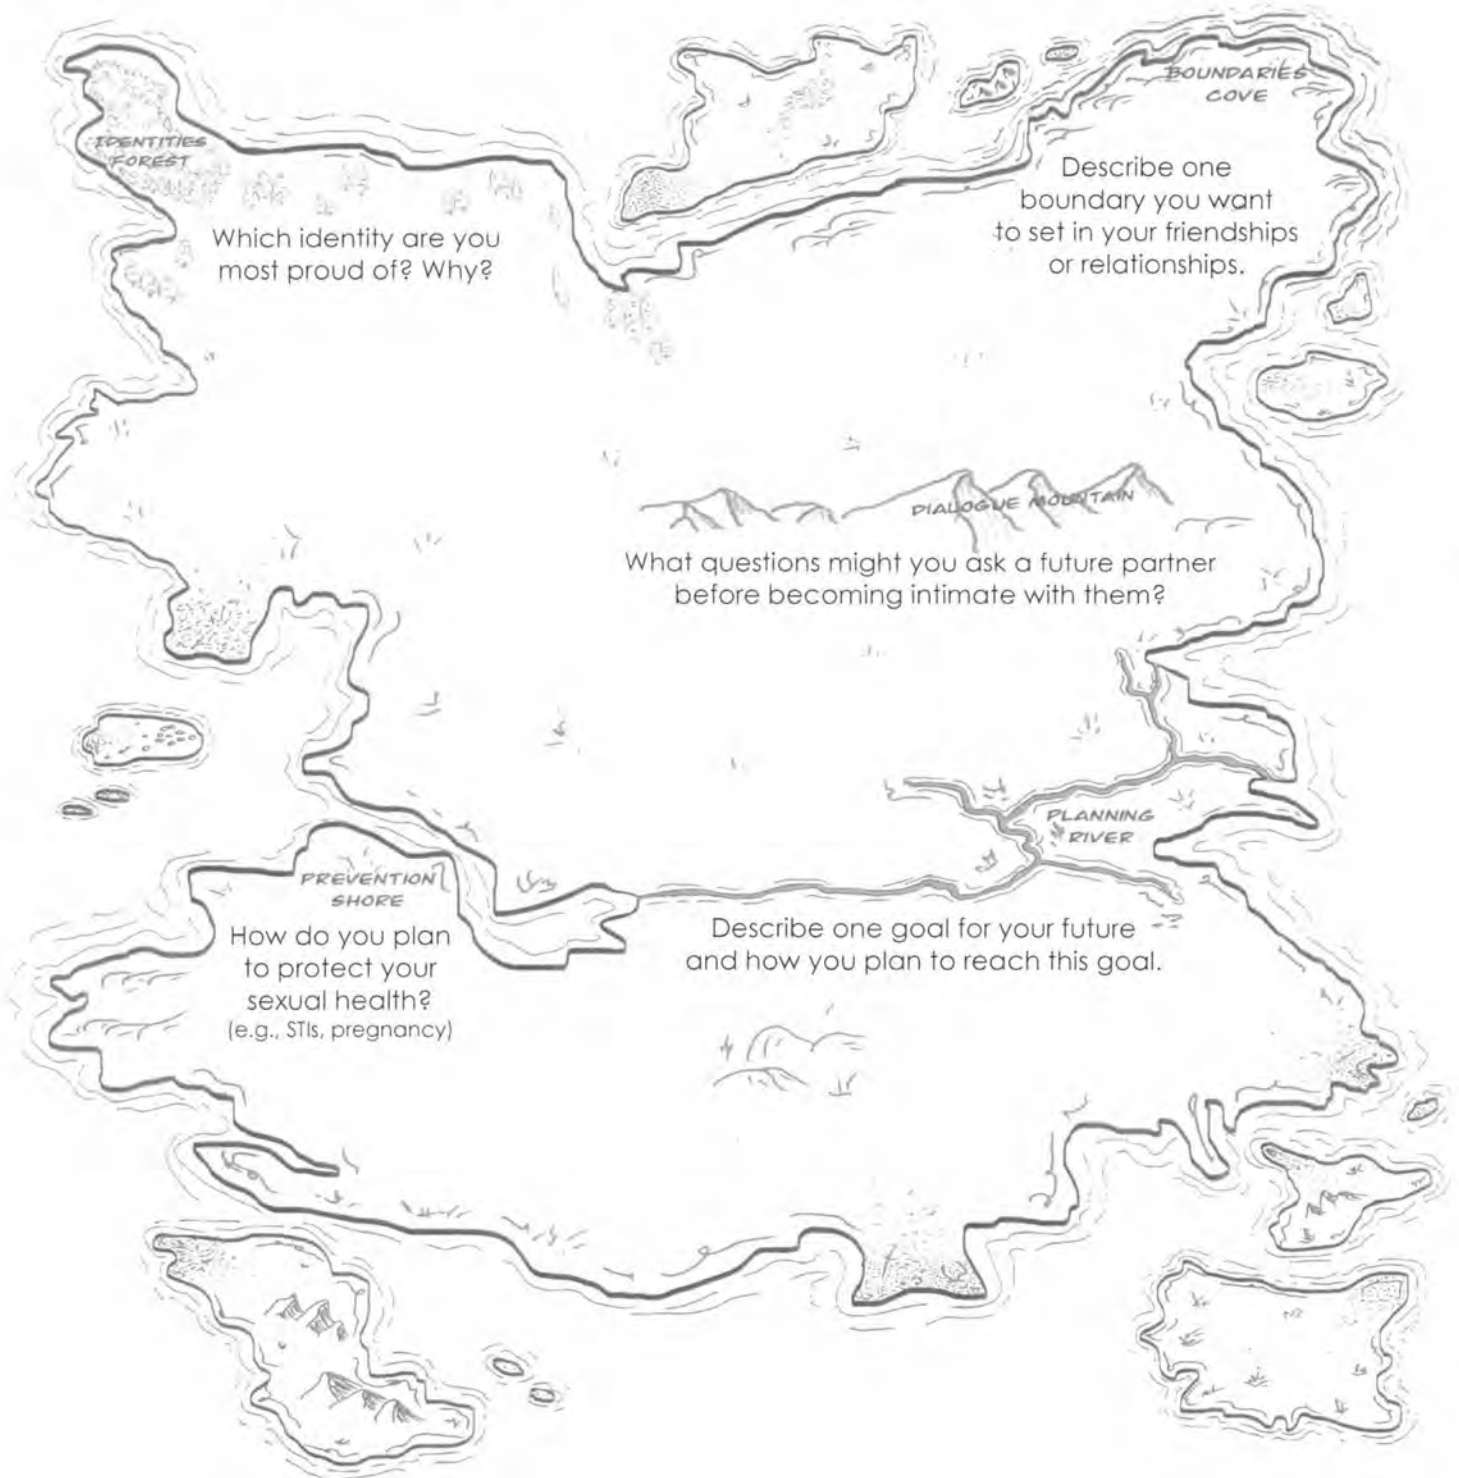 IDENTITIES
FOREST
Which identity are you
most proud of? Why?
BOUNDARIES
COVE
Describe one
boundary you want
to set in your friendships
or relationships.
DIALOGUE MOUNTAIN
What questions might you ask a future partner
before becoming intimate with them?
PREVENTION
SHORE
How do you plan
to protect your
sexual health?
(e.g., STIs, pregnancy)
PLANNING
RIVER
Describe one goal for your future
and how you plan to reach this goal.